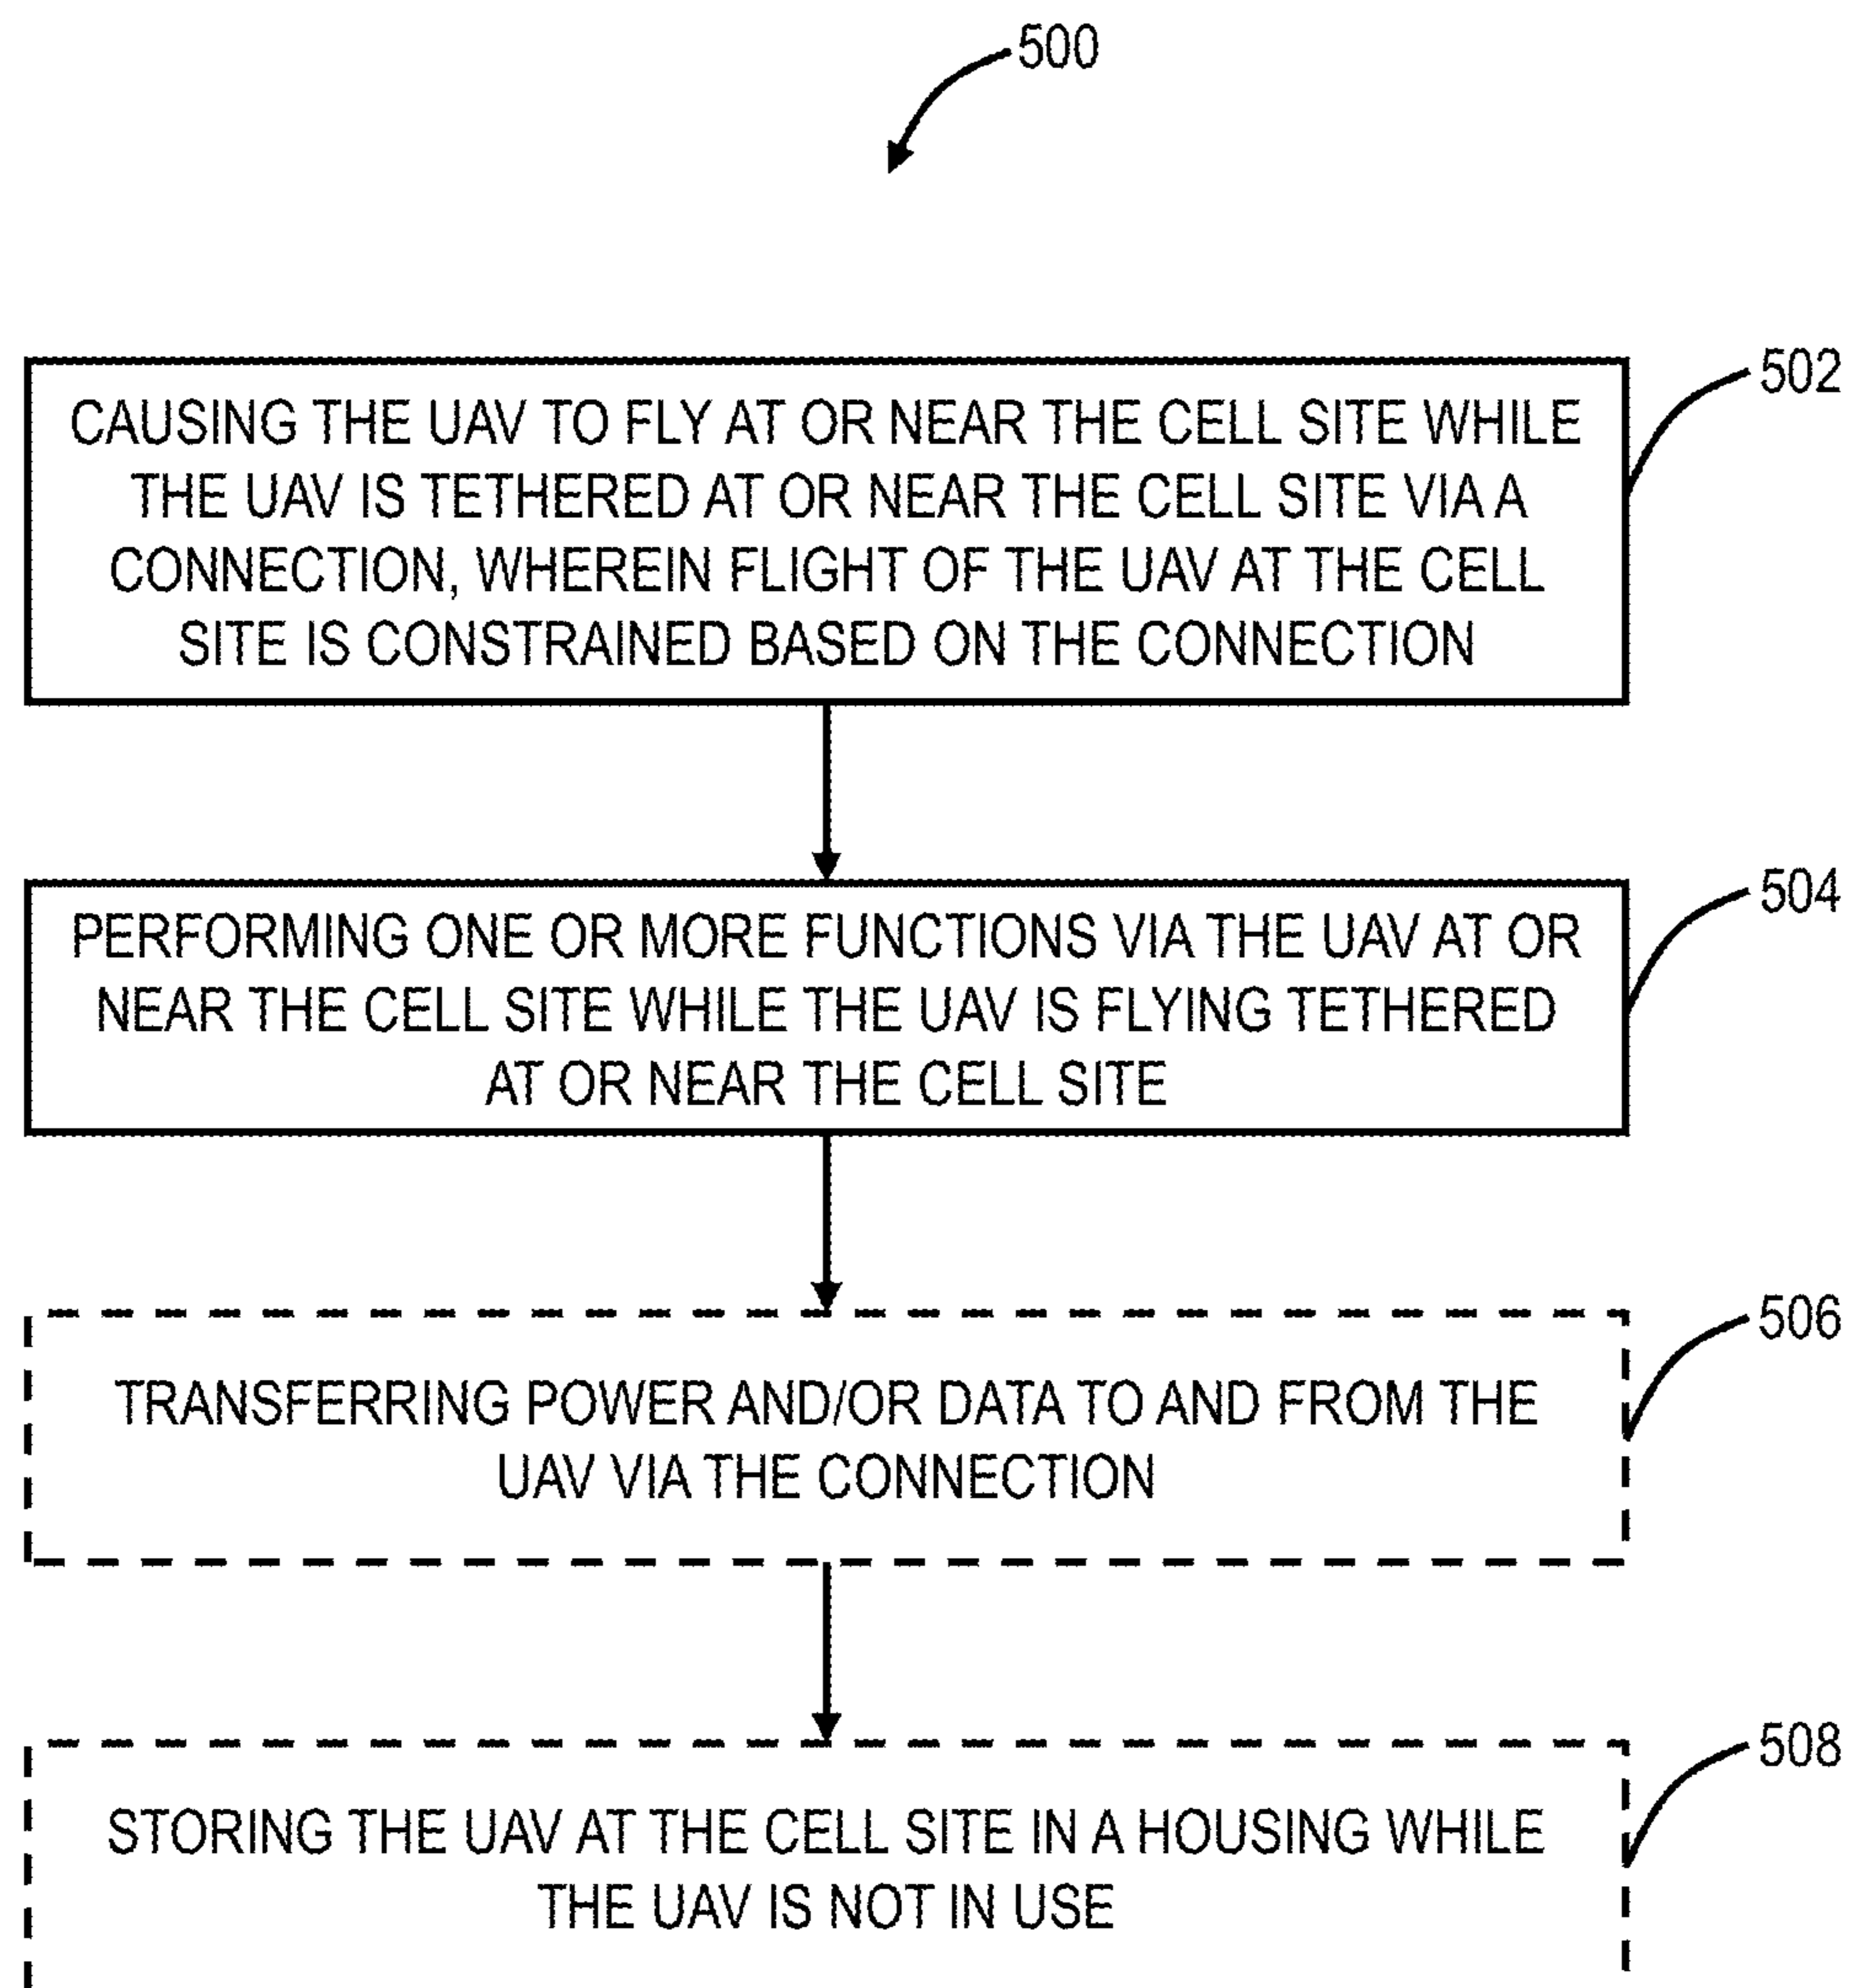 500
502
CAUSING THE UAV TO FLY AT OR NEAR THE CELL SITE WHILE
THE UAV IS TETHERED AT OR NEAR THE CELL SITE VIA A
CONNECTION, WHEREIN FLIGHT OF THE UAV AT THE CELL
SITE IS CONSTRAINED BASED ON THE CONNECTION
504
PERFORMING ONE OR MORE FUNCTIONS VIA THE UAV AT OR
NEAR THE CELL SITE WHILE THE UAV IS FLYING TETHERED
AT OR NEAR THE CELL SITE
506
TRANSFERRING POWER AND/OR DATA TO AND FROM THE
UAV VIA THE CONNECTION
508
STORING THE UAV AT THE CELL SITE IN A HOUSING WHILE
THE UAV IS NOT IN USE